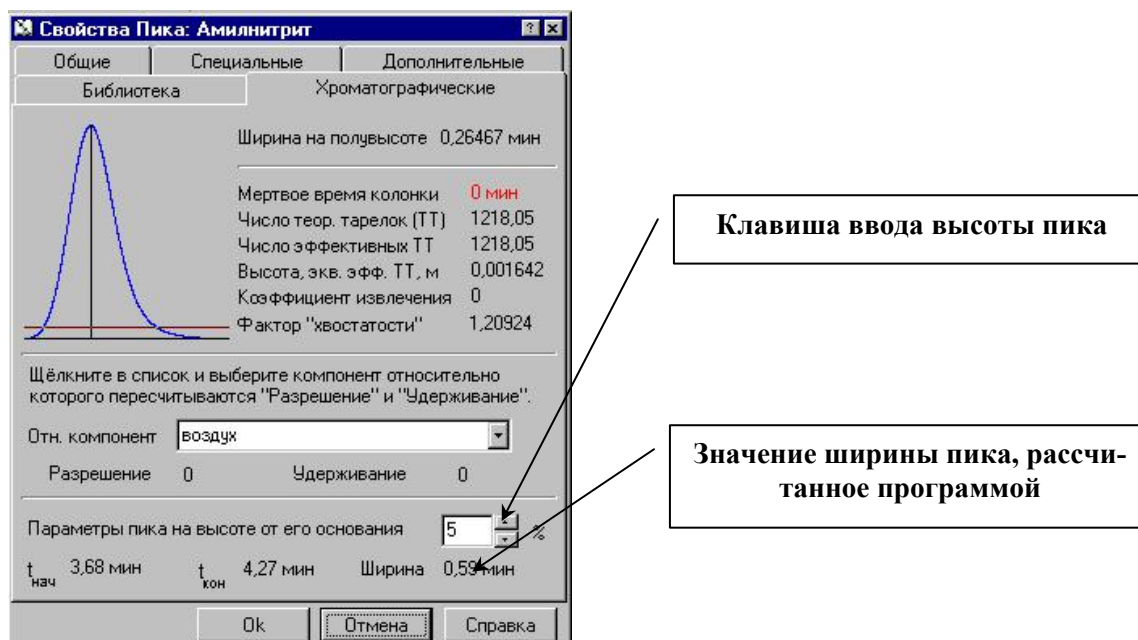 Свойства Пика: Амилнитрит
Общие Специальные Дополнительные
Библиотека Хроматографические
Ширина на полувысоте 0,26467 мин
Мертвое время колонки 0 мин
Число теор. тарелок (ТТ) 1218,05
Число эффективных ТТ 1218,05
Высота, экв. эфф. ТТ, м 0,001642
Коэффициент извлечения 0
Фактор "хвостатости" 1,20924
Щёлкните в список и выберите компонент относительно
которого пересчитываются "Разрешение" и "Удерживание".
Отн. компонент воздух
Разрешение 0 Удерживание 0
Параметры пика на высоте от его основания 5 %
tнач 3,68 мин tкон 4,27 мин Ширина 0,59 мин
Ok Отмена Справка
Клавиша ввода высоты пика
Значение ширины пика, рассчи-
танное программой